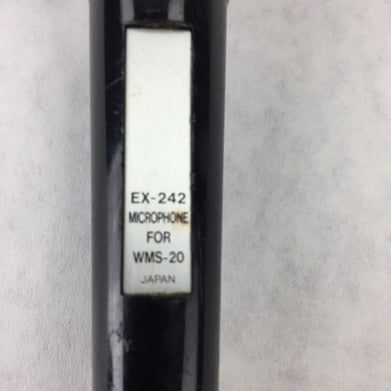 EX-242
MICROPHONE
FOR
WMS-20
JAPAN